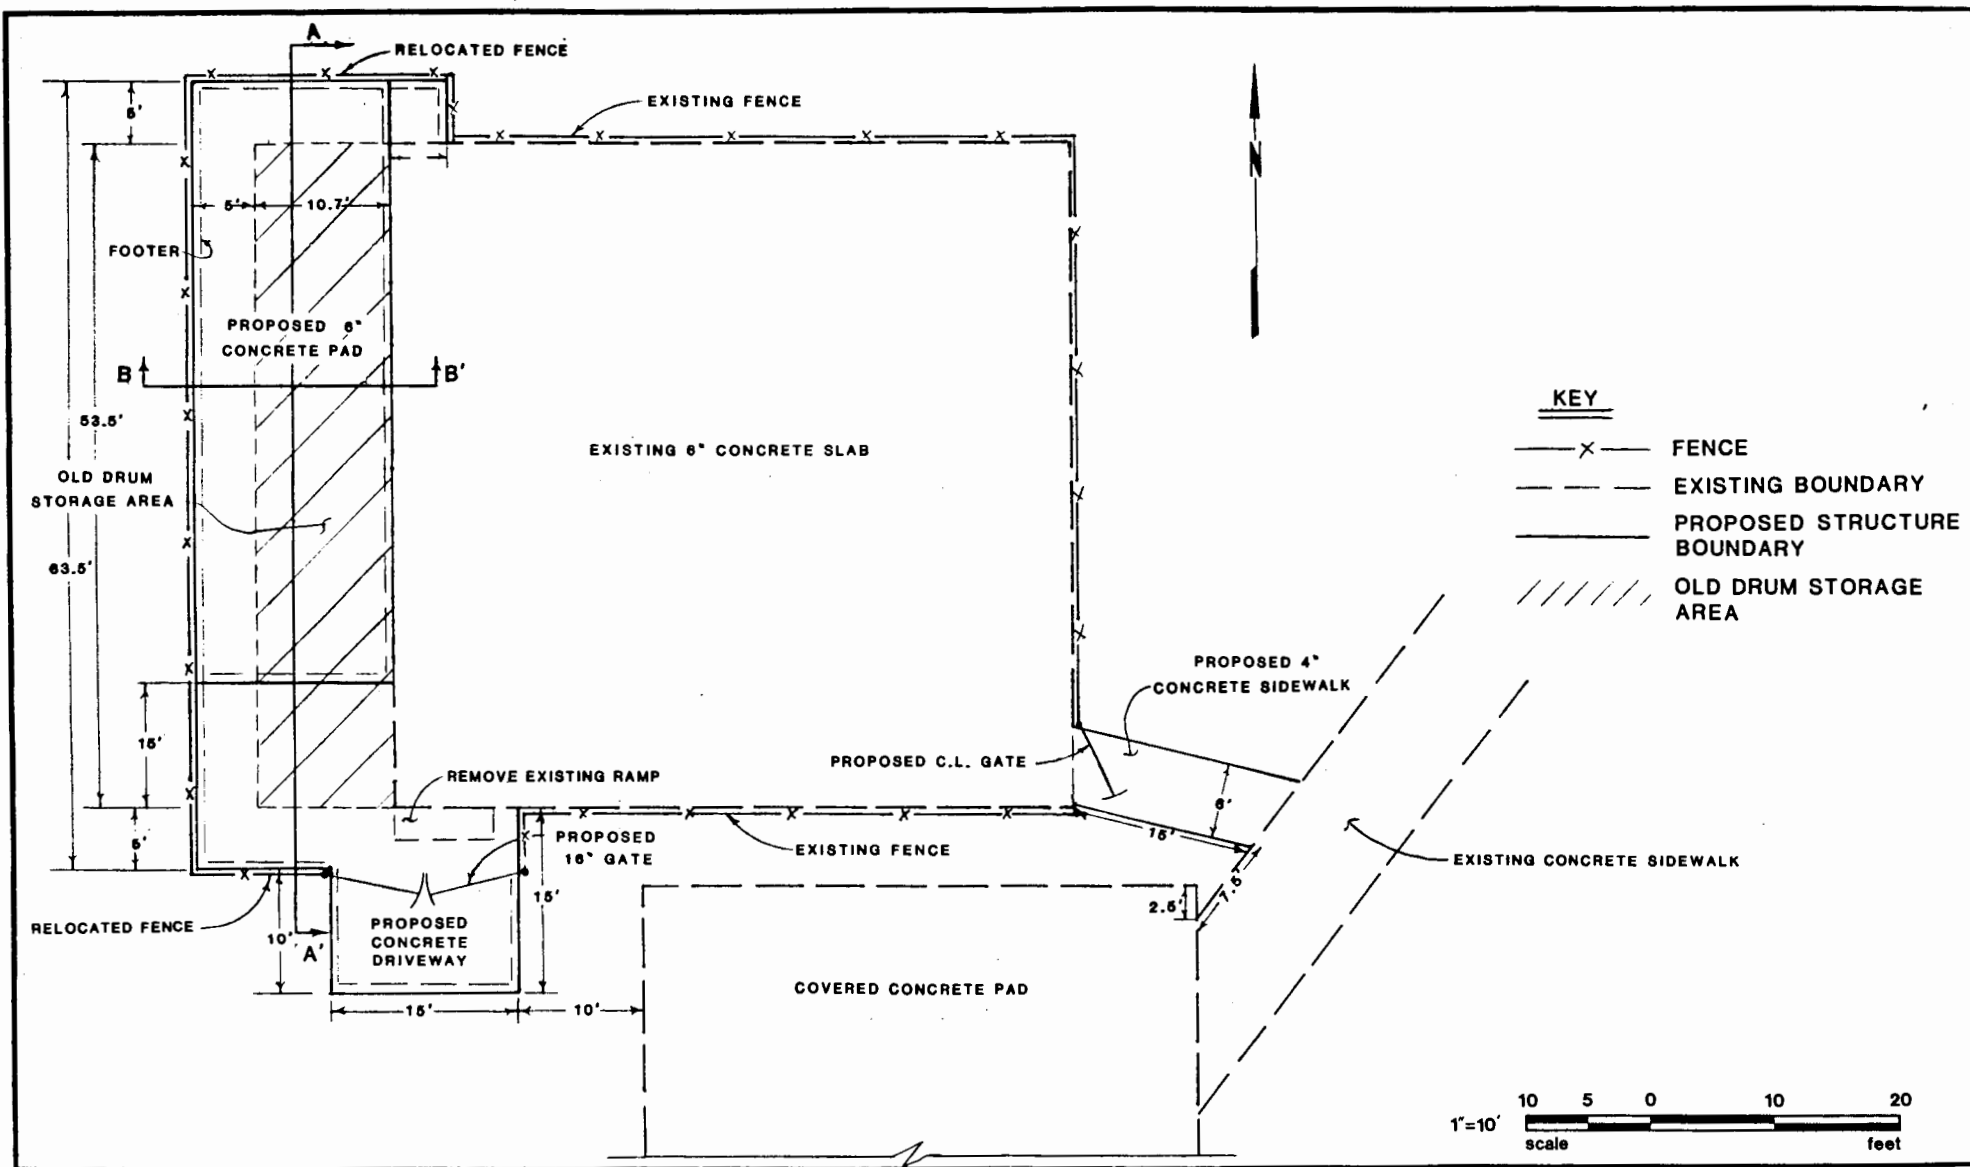 A
RELOCATED FENCE
5'
EXISTING FENCE
N
5'
10.7'
FOOTER
PROPOSED 6"
CONCRETE PAD
B
B'
KEY
53.5'
FENCE
EXISTING 6" CONCRETE SLAB
OLD DRUM
STORAGE AREA
EXISTING BOUNDARY
PROPOSED STRUCTURE
BOUNDARY
63.5'
OLD DRUM STORAGE
AREA
PROPOSED 4"
CONCRETE SIDEWALK
15'
PROPOSED C.L. GATE
REMOVE EXISTING RAMP
6'
15'
5'
PROPOSED
16" GATE
EXISTING FENCE
EXISTING CONCRETE SIDEWALK
7.5'
15'
2.5'
RELOCATED FENCE
10'
A'
PROPOSED
CONCRETE
DRIVEWAY
COVERED CONCRETE PAD
15'
10'
10 5 0 10 20
1"=10'
scale feet